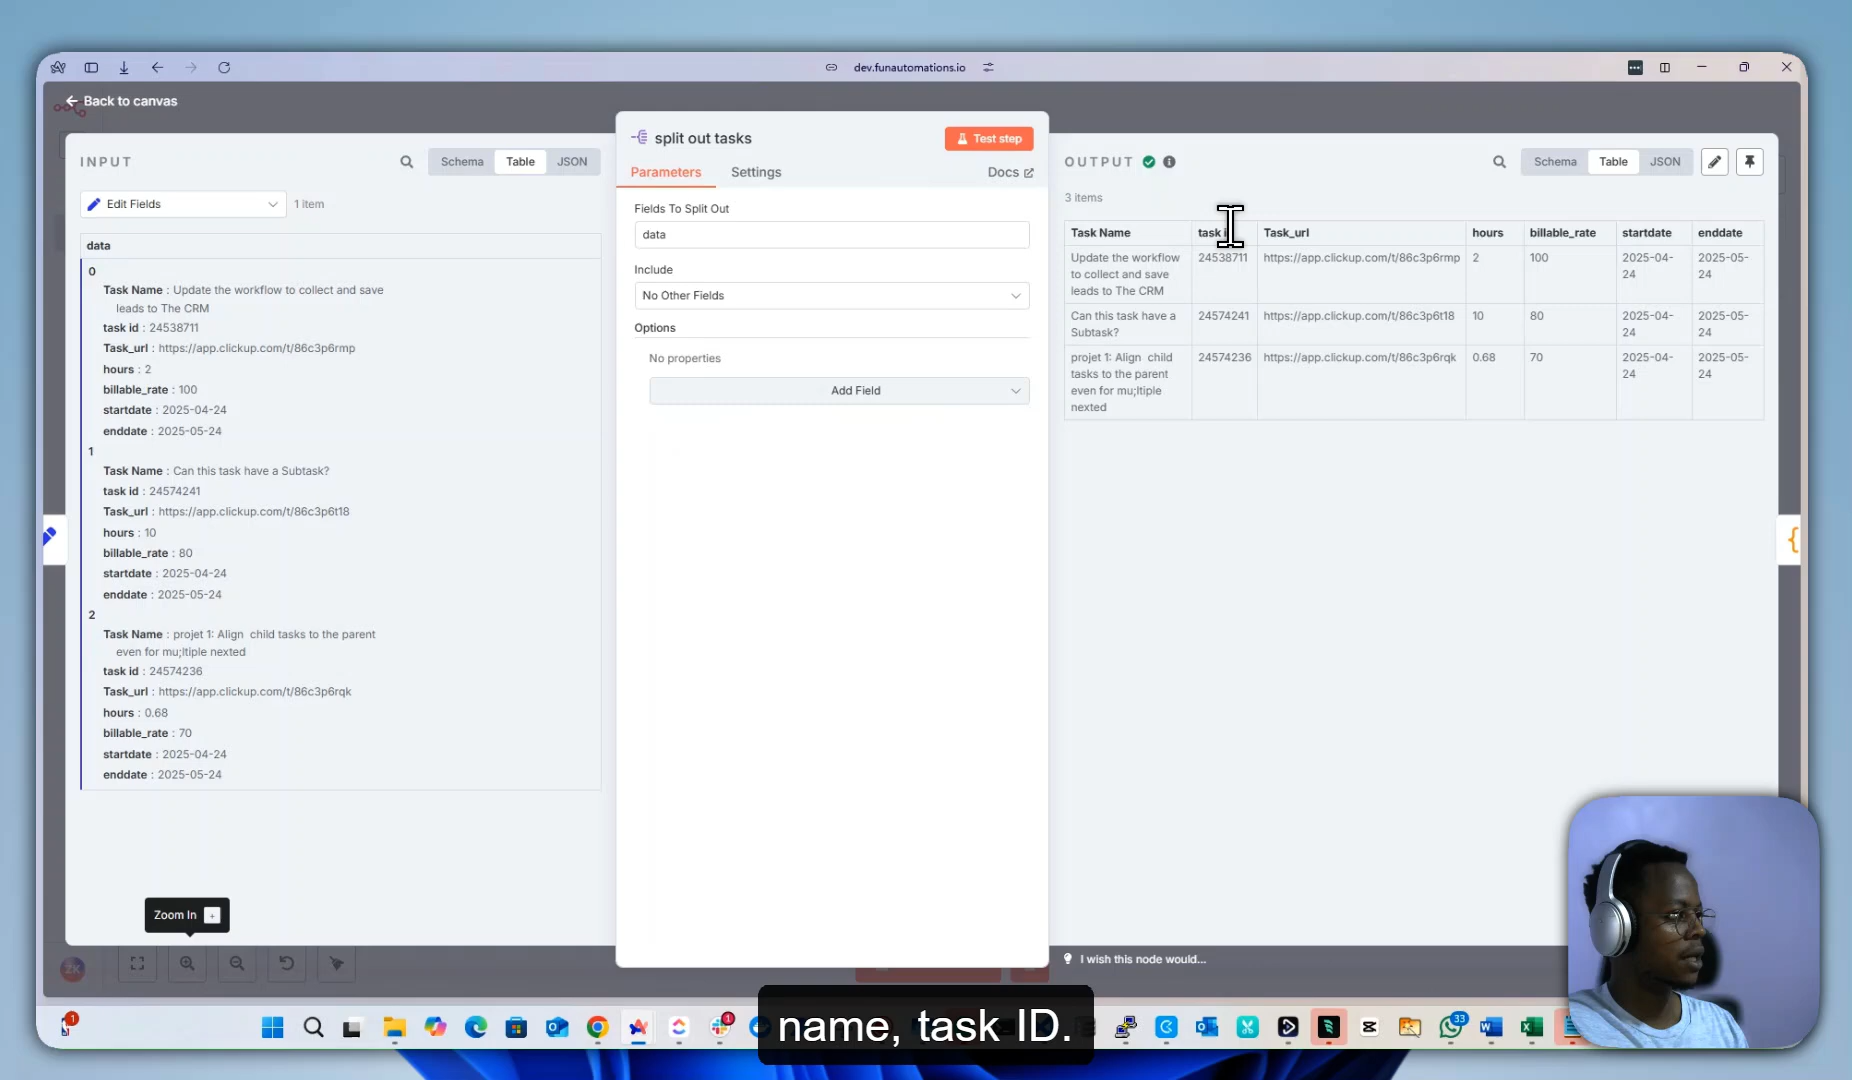 dev.funautomations.io
Back to canvas
INPUT
Schema
Table
JSON
Edit Fields
1 item
data
0
Task Name : Update the workflow to collect and save
leads to The CRM
task id : 24538711
Task_url : https://app.clickup.com/t/86c3p6rmp
hours : 2
billable_rate : 100
startdate : 2025-04-24
enddate : 2025-05-24
1
Task Name : Can this task have a Subtask?
task id : 24574241
Task_url : https://app.clickup.com/t/86c3p6t18
hours : 10
billable_rate : 80
startdate : 2025-04-24
enddate : 2025-05-24
2
Task Name : projet 1: Align child tasks to the parent
even for mu;ltiple nexted
task id : 24574236
Task_url : https://app.clickup.com/t/86c3p6rqk
hours : 0.68
billable_rate : 70
startdate : 2025-04-24
enddate : 2025-05-24
Zoom In +
ZK
split out tasks
Test step
Parameters
Settings
Docs
Fields To Split Out
data
Include
No Other Fields
Options
No properties
Add Field
OUTPUT
Schema
Table
JSON
3 items
Task Name task i Task_url hours billable_rate startdate enddate
Update the workflow 24538711 https://app.clickup.com/t/86c3p6rmp 2 100 2025-04- 2025-05-
to collect and save 24 24
leads to The CRM
Can this task have a 24574241 https://app.clickup.com/t/86c3p6t18 10 80 2025-04- 2025-05-
Subtask? 24 24
projet 1: Align child 24574236 https://app.clickup.com/t/86c3p6rqk 0.68 70 2025-04- 2025-05-
tasks to the parent 24 24
even for mu;ltiple
nexted
I wish this node would...
name, task ID.
1
1
33